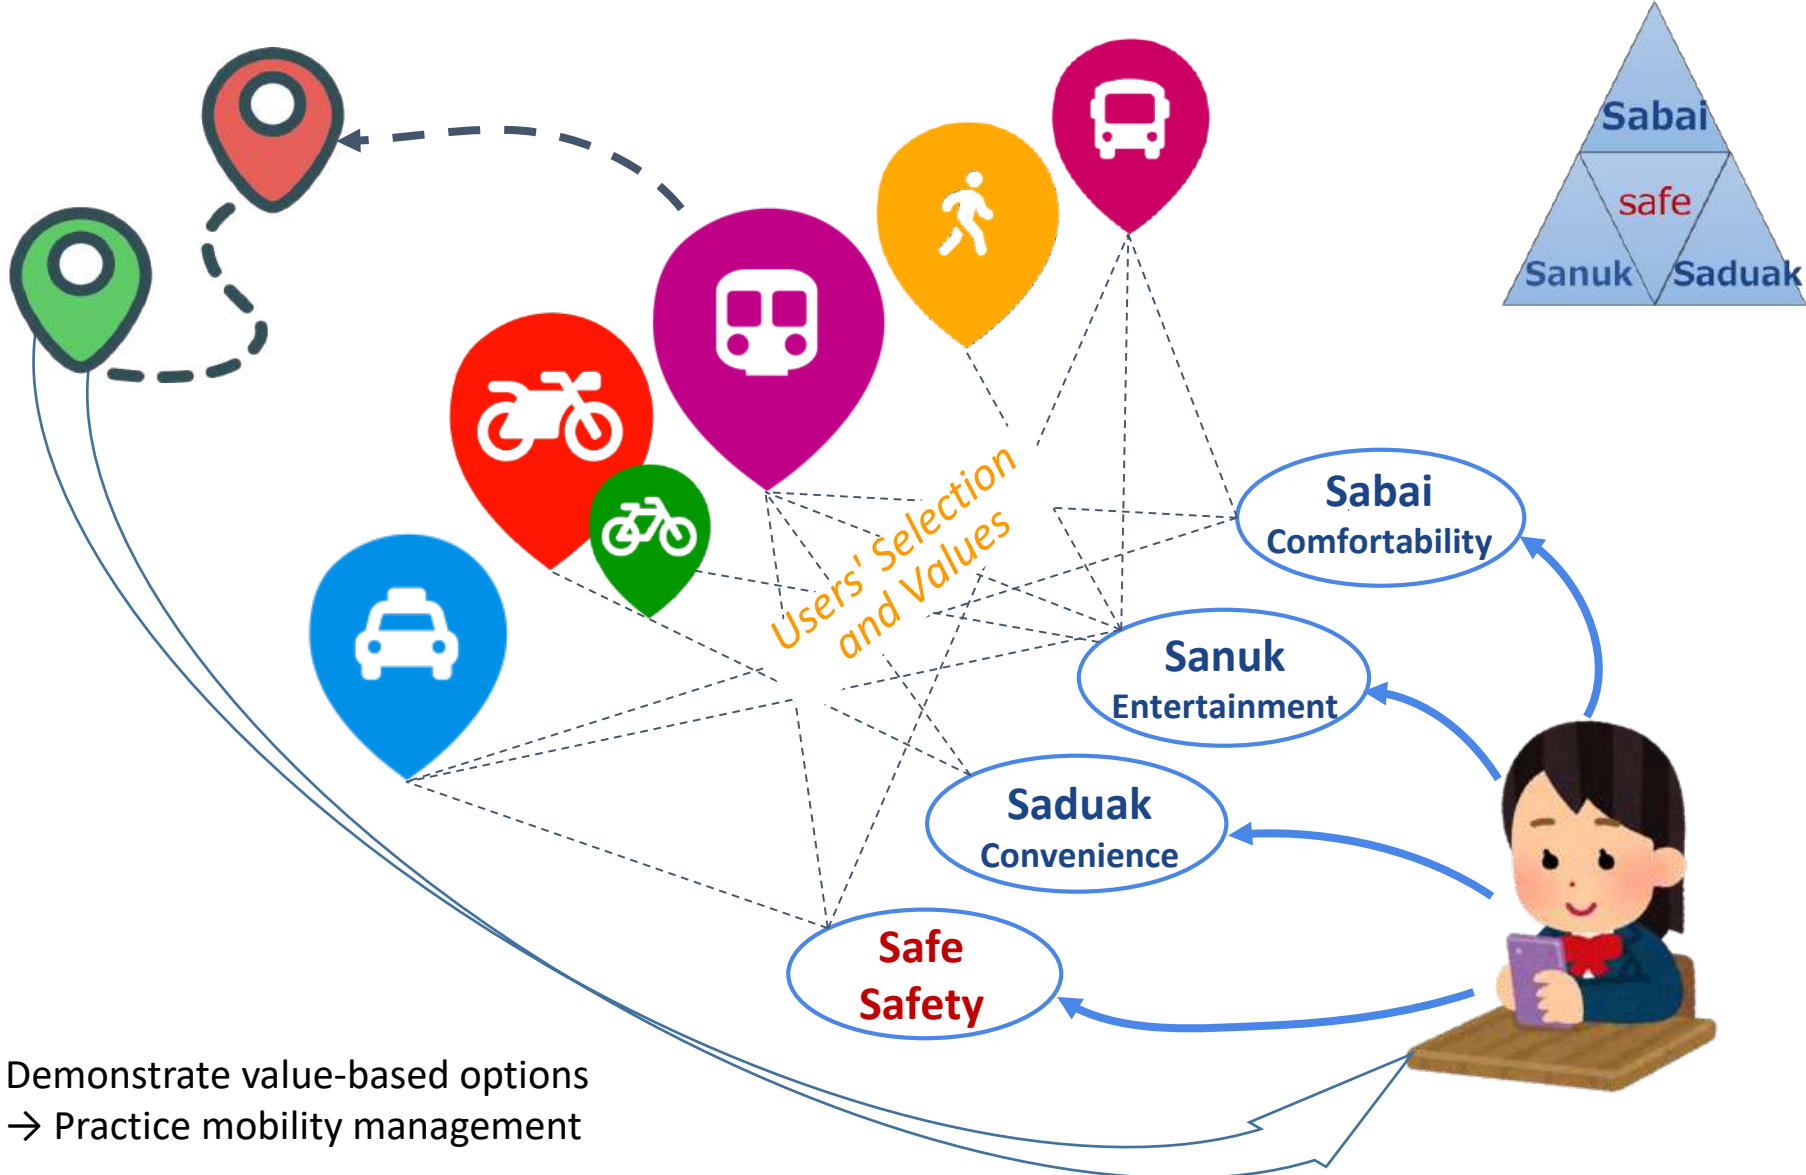 Sabai
safe
Sanuk Saduak
Users' Selection
and Values
Sabai
Comfortability
Sanuk
Entertainment
Saduak
Convenience
Safe
Safety
Demonstrate value-based options
→ Practice mobility management